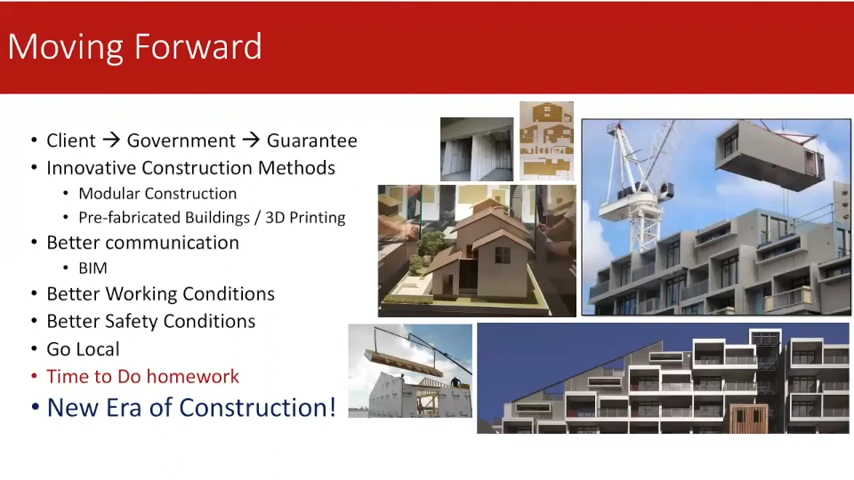 Moving Forward
• Client → Government → Guarantee
• Innovative Construction Methods
• Modular Construction
• Pre-fabricated Buildings / 3D Printing
• Better communication
• BIM
• Better Working Conditions
• Better Safety Conditions
• Go Local
• Time to Do homework
• New Era of Construction!